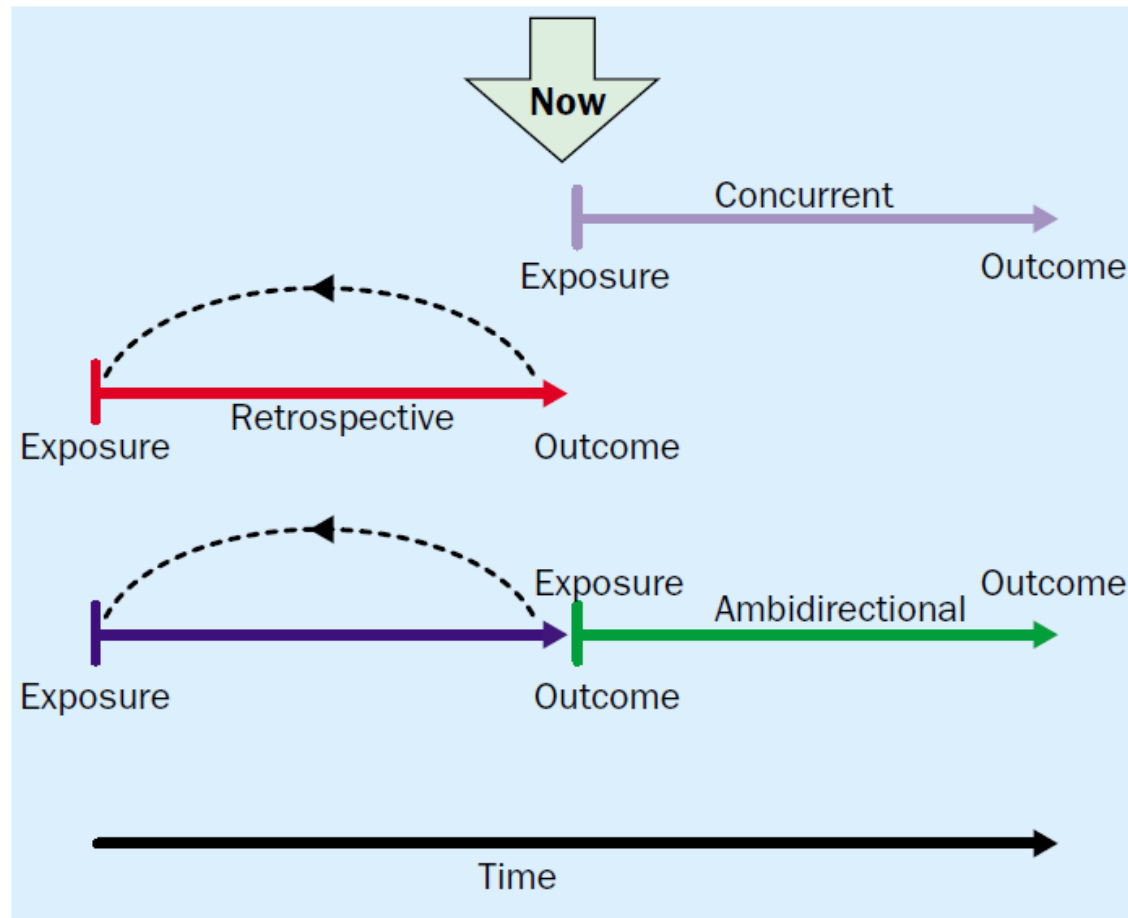 Now
Concurrent
Exposure
Outcome
Retrospective
Exposure
Outcome
Exposure
Outcome
Ambidirectional
Exposure
Outcome
Time